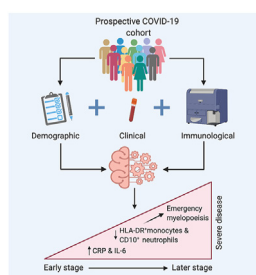 Prospective COVID-19
cohort
Demographic
Clinical
Immunological
Emergency
myelopoeisis
↓ HLA-DR⁺monocytes &
CD10⁺ neutrophils
↑ CRP & IL-6
Severe disease
Early stage
Later stage